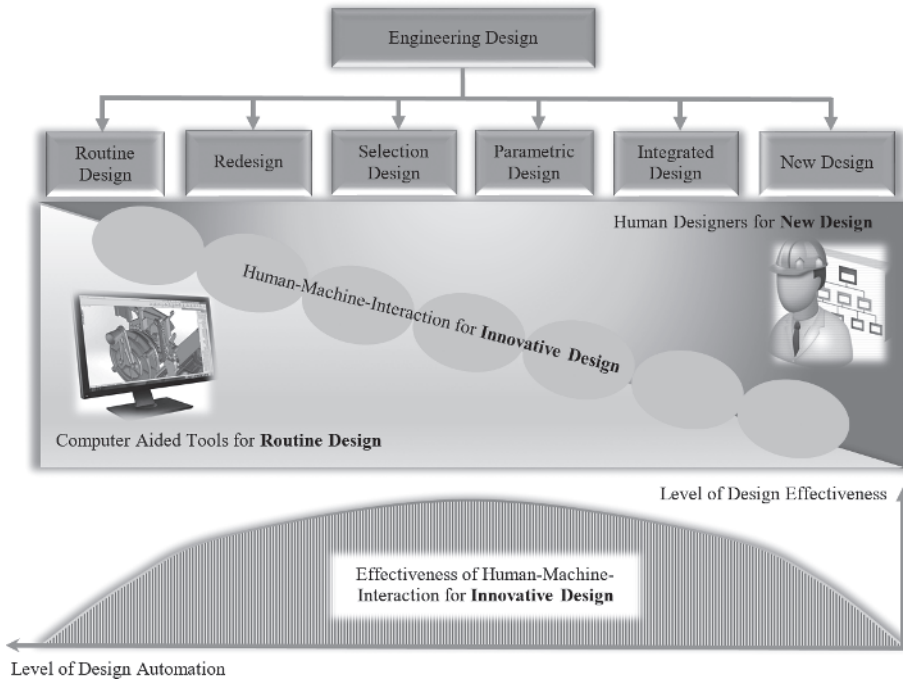 Engineering Design
Routine
Design
Redesign
Selection
Design
Parametric
Design
Integrated
Design
New Design
Human Designers for New Design
Human-Machine-Interaction for Innovative Design
Computer Aided Tools for Routine Design
Level of Design Effectiveness
Effectiveness of Human-Machine-
Interaction for Innovative Design
Level of Design Automation